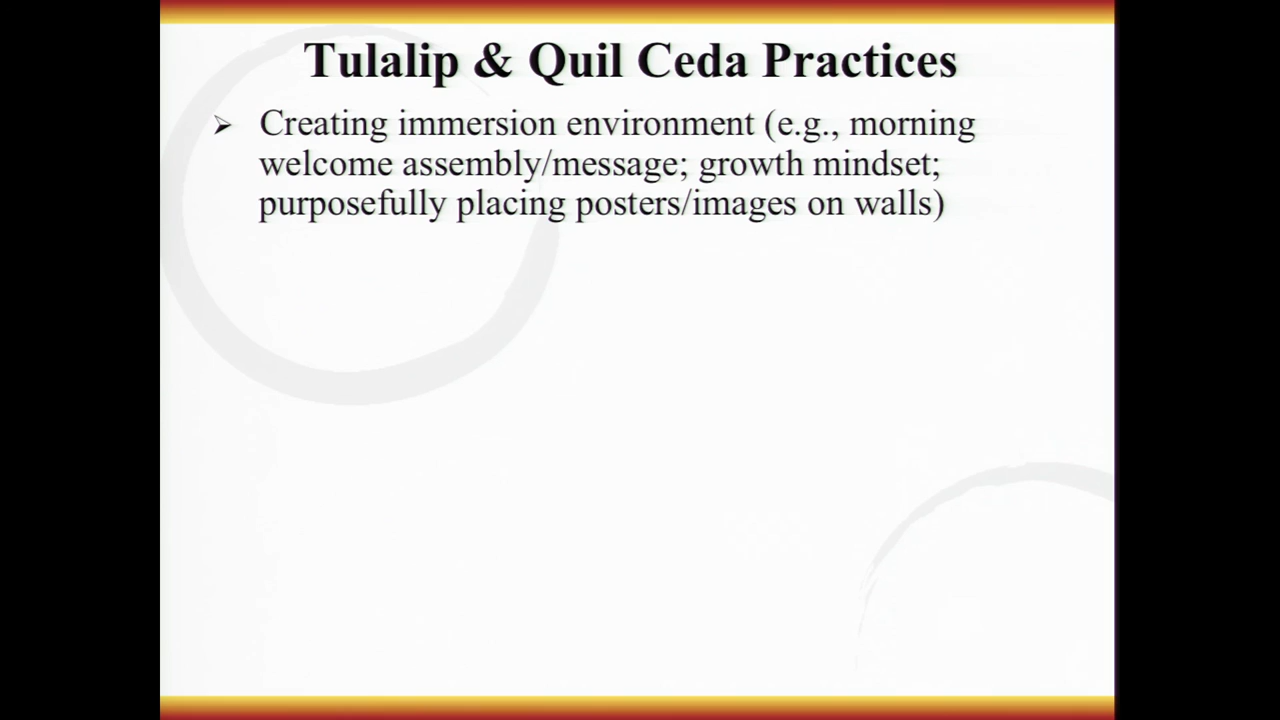 Tulalip & Quil Ceda Practices
➢ Creating immersion environment (e.g., morning
welcome assembly/message; growth mindset;
purposefully placing posters/images on walls)